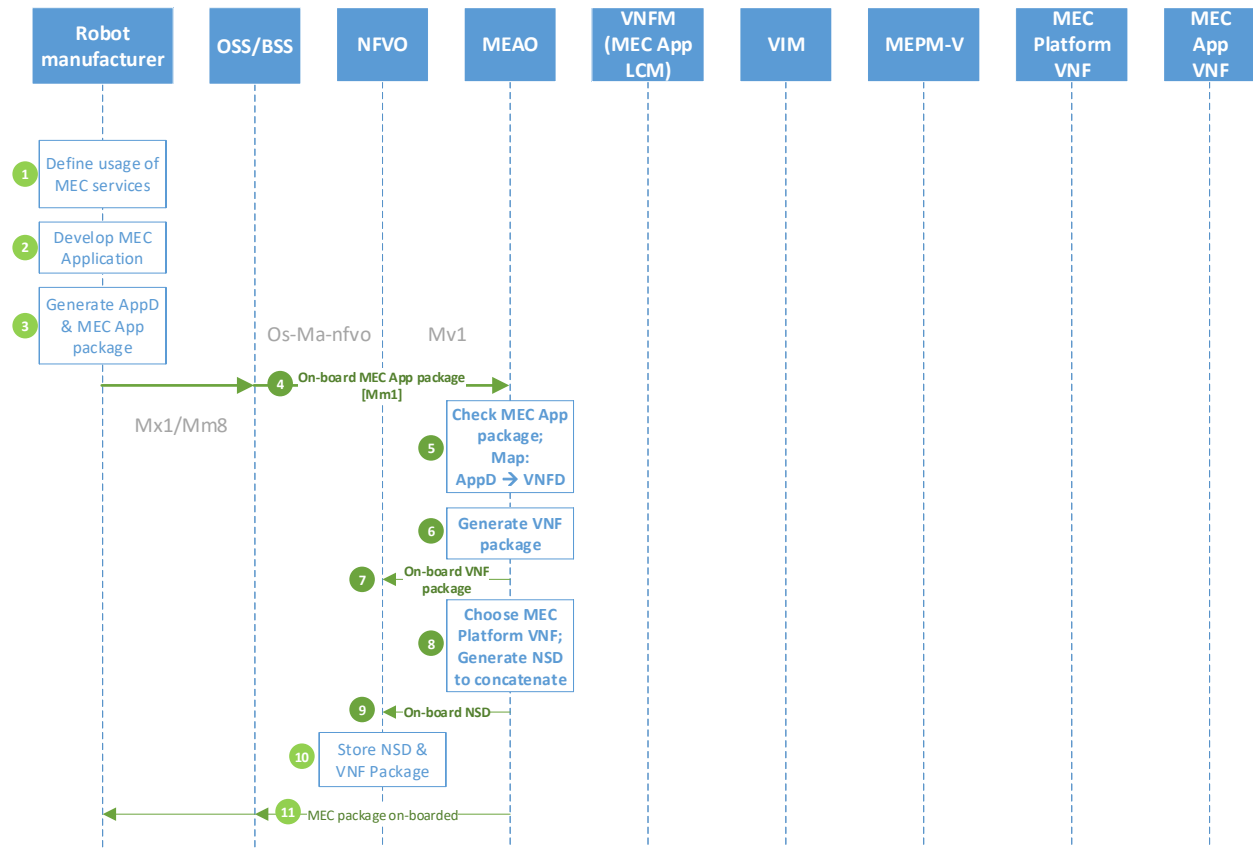 Robot
manufacturer
OSS/BSS
NFVO
MEAO
VNFM
(MEC App
LCM)
VIM
MEPM-V
MEC
Platform
VNF
MEC
App
VNF
1
Define usage of
MEC services
2
Develop MEC
Application
3
Generate AppD
& MEC App
package
Os-Ma-nfvo
Mv1
4
On-board MEC App package
[Mm1]
Mx1/Mm8
5
Check MEC App
package;
Map:
AppD → VNFD
6
Generate VNF
package
7
On-board VNF
package
8
Choose MEC
Platform VNF;
Generate NSD
to concatenate
9
On-board NSD
10
Store NSD &
VNF Package
11
MEC package on-boarded